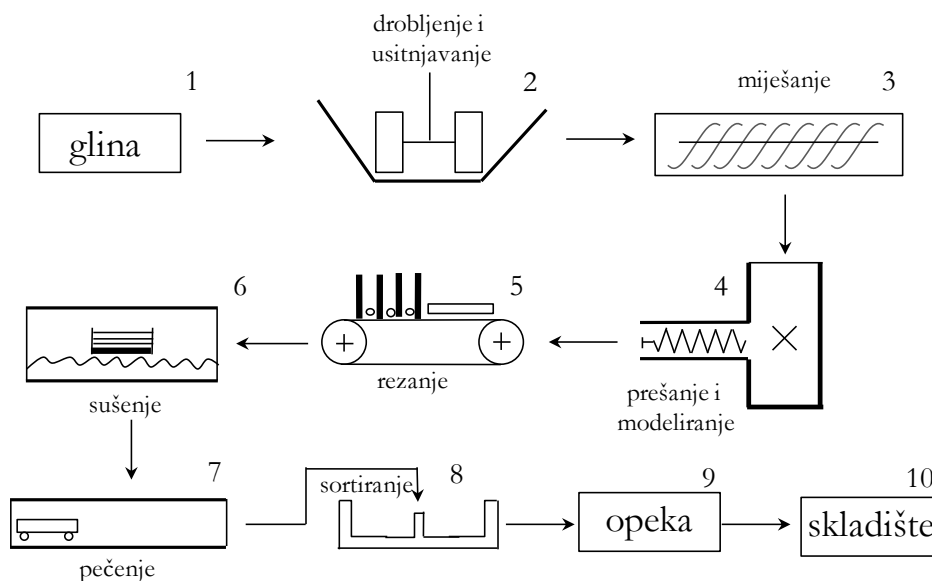 drobljenje i
usitnjavanje
1
2
miješanje
3
glina
6
5
4
rezanje
prešanje i
modeliranje
sušenje
7
sortiranje
8
9
10
opeka
skladište
pečenje